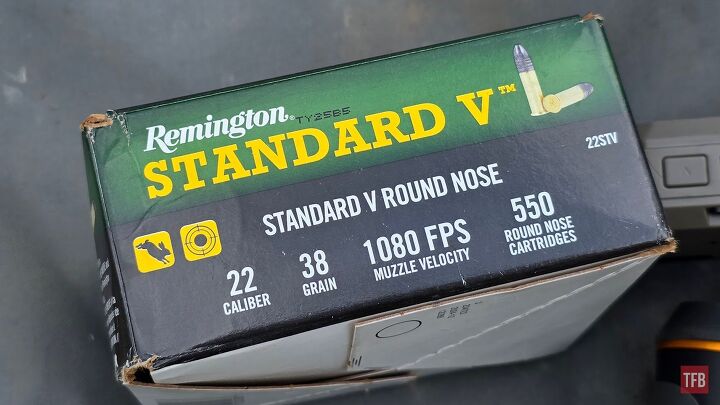 Remington®
TY25B5
STANDARD V™
22STV
STANDARD V ROUND NOSE
22
CALIBER
38
GRAIN
1080 FPS
MUZZLE VELOCITY
550
ROUND NOSE
CARTRIDGES
TFB